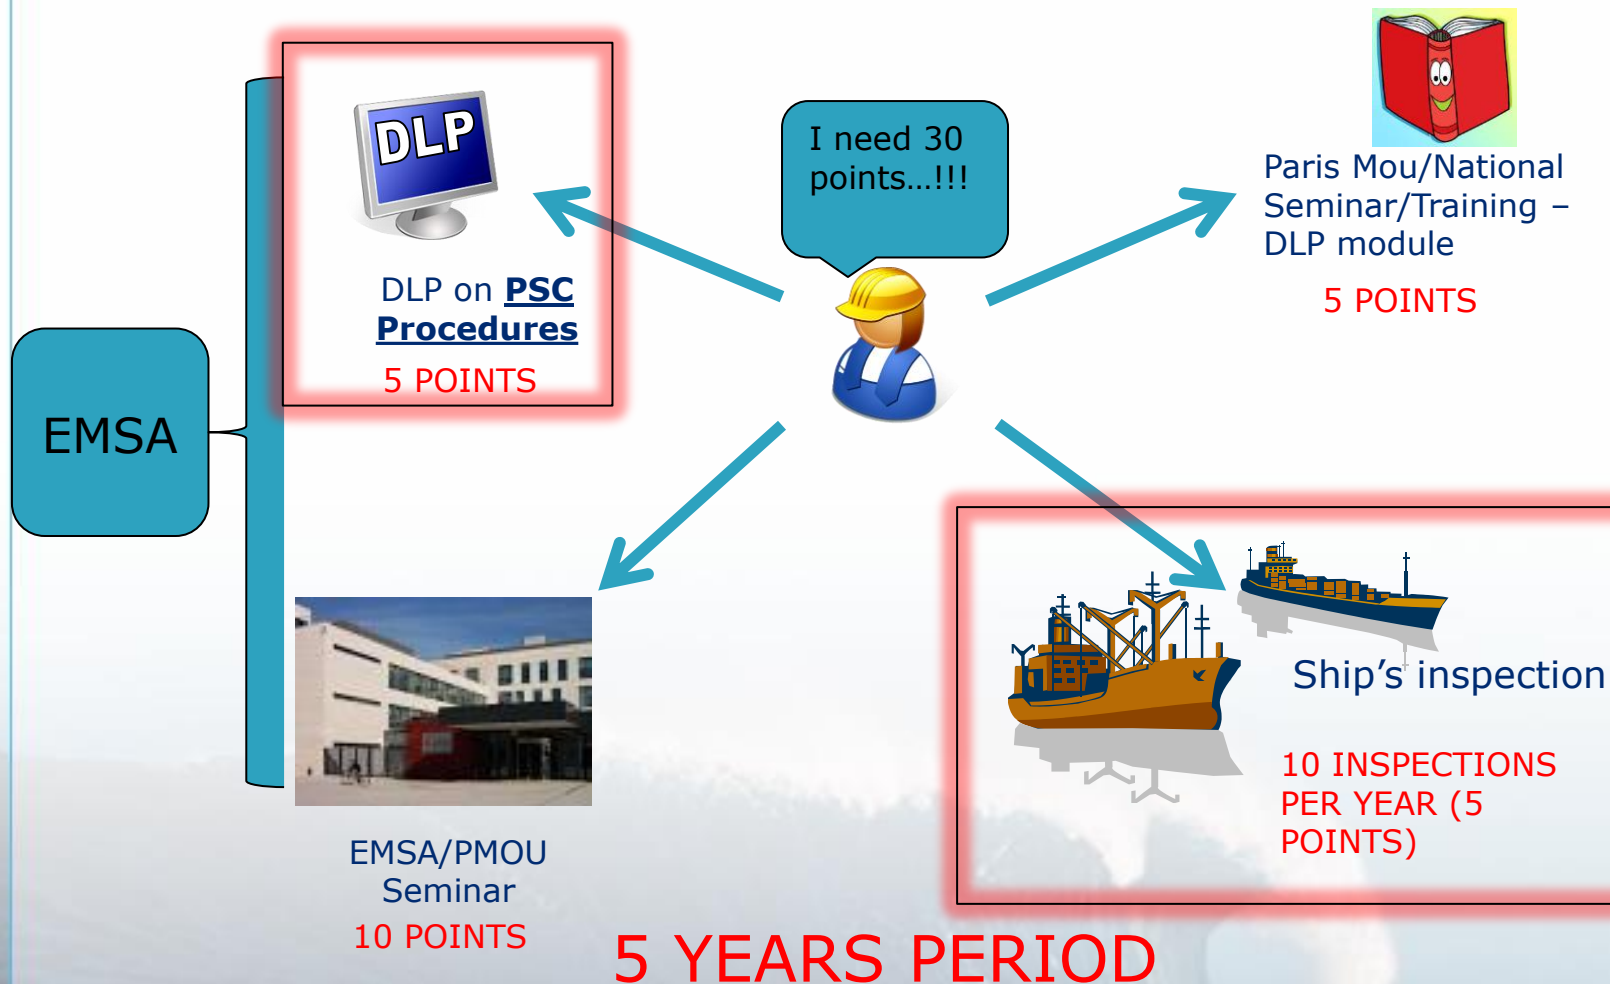 DLP
I need 30
points...!!!
Paris Mou/National
Seminar/Training –
DLP module
5 POINTS
DLP on PSC
Procedures
5 POINTS
EMSA
Ship’s inspection
10 INSPECTIONS
PER YEAR (5
POINTS)
EMSA/PMOU
Seminar
10 POINTS
5 YEARS PERIOD